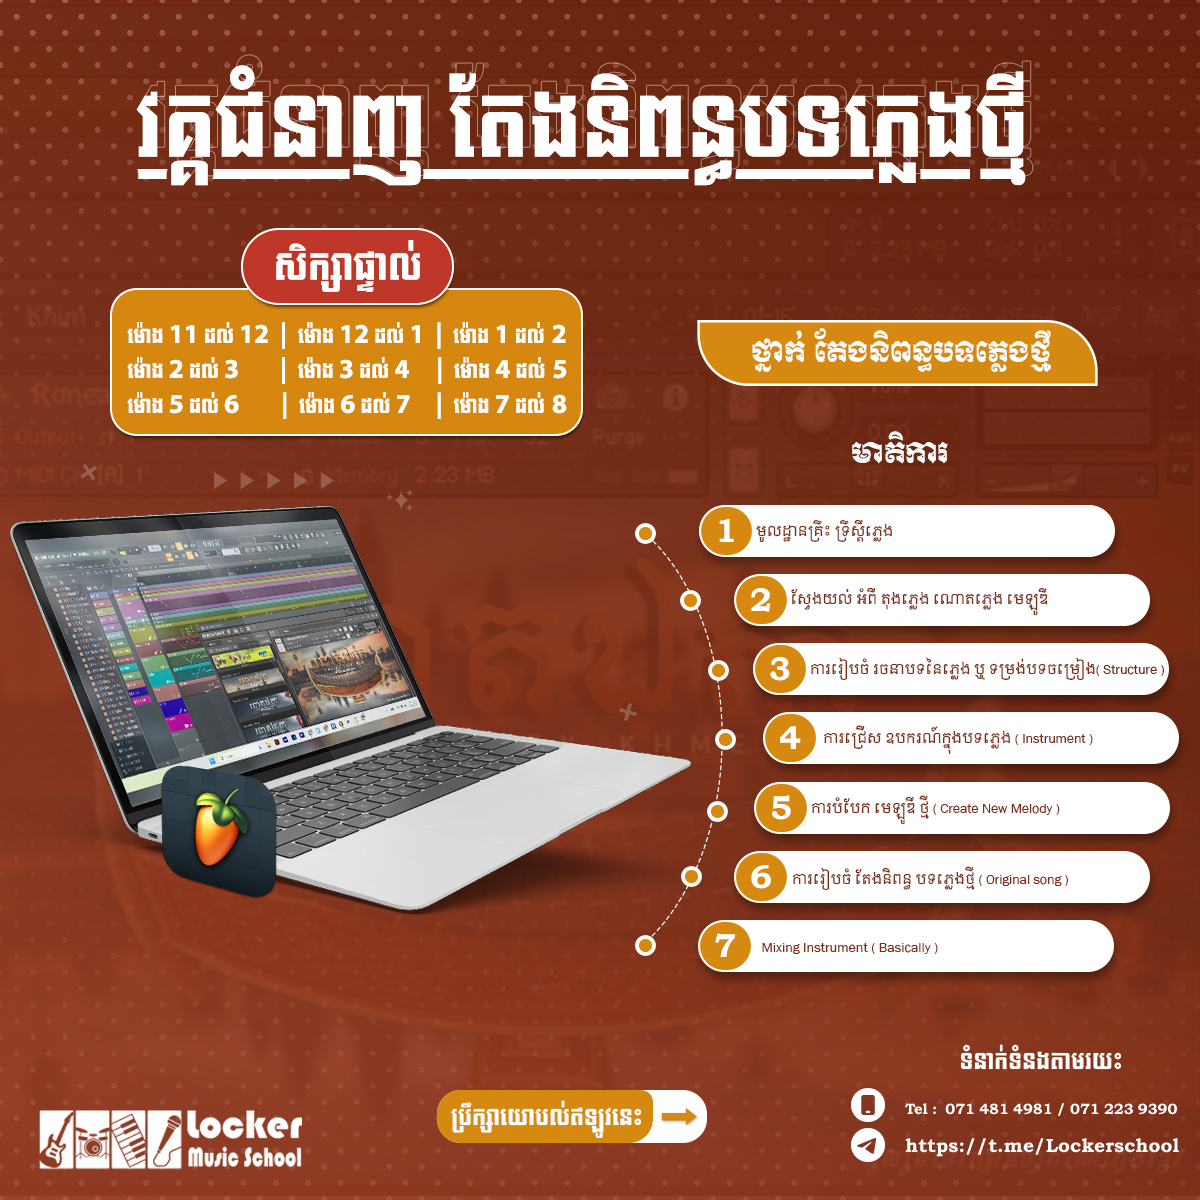 វគ្គជំនាញ តែងនិពន្ធបទភ្លេងថ្មី
សិក្សាផ្ទាល់
ម៉ោង 11 ដល់ 12 | ម៉ោង 12 ដល់ 1 | ម៉ោង 1 ដល់ 2
ម៉ោង 2 ដល់ 3 | ម៉ោង 3 ដល់ 4 | ម៉ោង 4 ដល់ 5
ម៉ោង 5 ដល់ 6 | ម៉ោង 6 ដល់ 7 | ម៉ោង 7 ដល់ 8
ថ្នាក់ តែងនិពន្ធបទភ្លេងថ្មី
មាតិការ
1 មូលដ្ឋានគ្រឹះ ទ្រឹស្តីភ្លេង
2 ស្វែងយល់ អំពី តុងភ្លេង ណោតភ្លេង មេឡូឌី
3 ការរៀបចំ រចនាបទនៃភ្លេង ឬ ទម្រង់បទចម្រៀង( Structure )
4 ការជ្រើស ឧបករណ៍ក្នុងបទភ្លេង ( Instrument )
5 ការបំបែក មេឡូឌី ថ្មី ( Create New Melody )
6 ការរៀបចំ តែងនិពន្ធ បទភ្លេងថ្មី ( Original song )
7 Mixing Instrument ( Basically )
ទំនាក់ទំនងតាមរយះ
Tel : 071 481 4981 / 071 223 9390
https://t.me/Lockerschool
ប្រឹក្សាយោបល់ឥឡូវនេះ
Locker
Music School